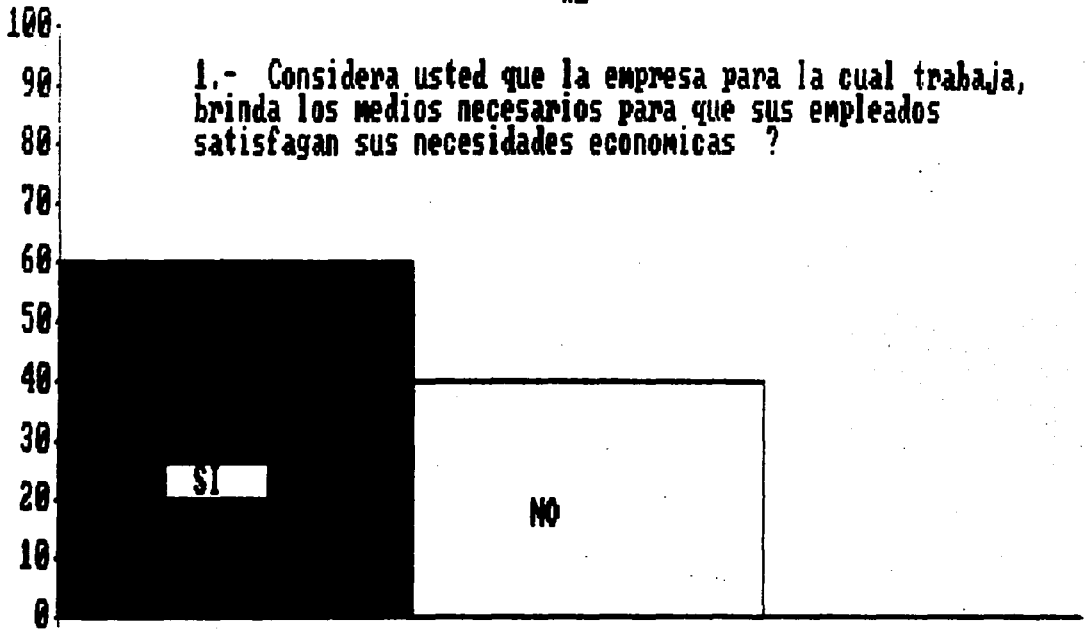 100
90
80
70
60
50
40
30
20
10
0
1.- Considera usted que la empresa para la cual trabaja,
brinda los medios necesarios para que sus empleados
satisfagan sus necesidades economicas ?
SI
NO